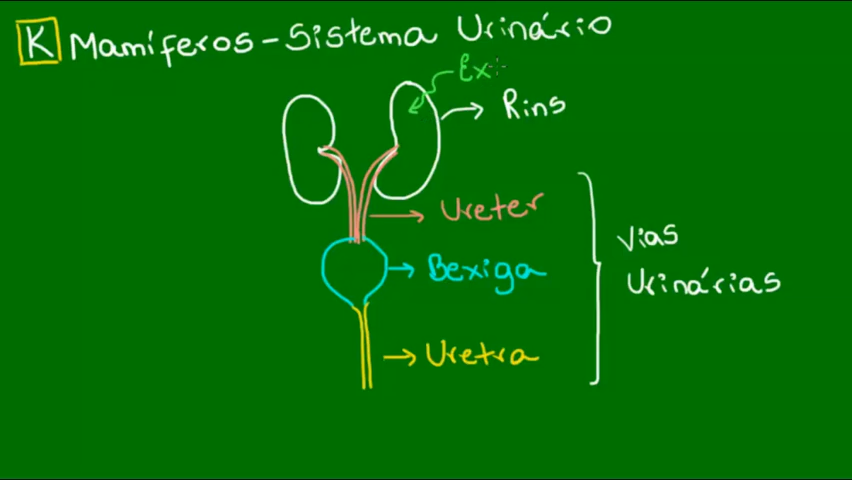 K Mamíferos - Sistema Urinário
Ex
Rins
Ureter
Vias
Urinárias
Bexiga
Uretra